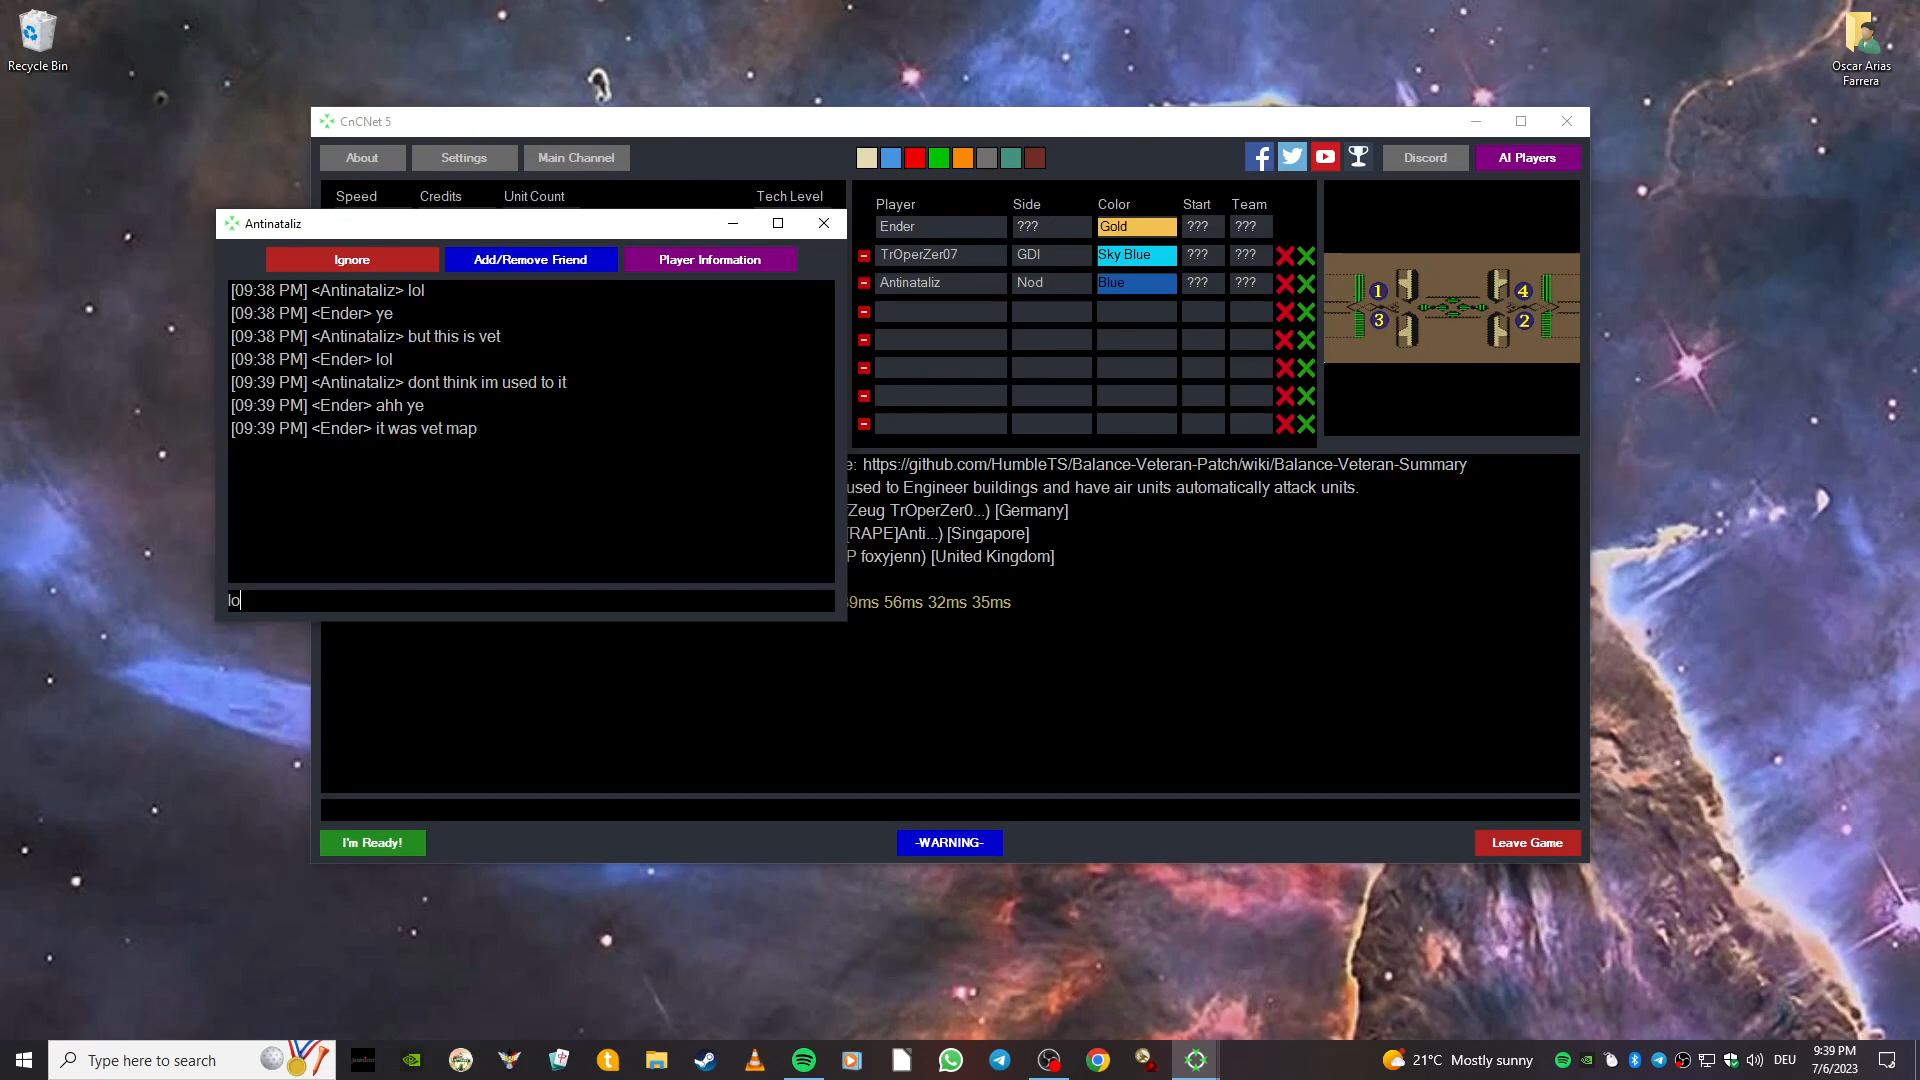 Recycle Bin
Oscar Arias
Farrera
CnCNet 5
About
Settings
Main Channel
Discord
AI Players
Speed
Credits
Unit Count
Tech Level
Antinataliz
Ignore
Add/Remove Friend
Player Information
[09:38 PM] <Antinataliz> lol
[09:38 PM] <Ender> ye
[09:38 PM] <Antinataliz> but this is vet
[09:38 PM] <Ender> lol
[09:39 PM] <Antinataliz> dont think im used to it
[09:39 PM] <Ender> ahh ye
[09:39 PM] <Ender> it was vet map
lo
Player Side Color Start Team
Ender ??? Gold ??? ???
TrOperZer07 GDI Sky Blue ??? ???
Antinataliz Nod Blue ??? ???
1 4
3 2
e: https://github.com/HumbleTS/Balance-Veteran-Patch/wiki/Balance-Veteran-Summary
used to Engineer buildings and have air units automatically attack units.
Zeug TrOperZer0...) [Germany]
[RAPE]Anti...) [Singapore]
P foxyjenn) [United Kingdom]
9ms 56ms 32ms 35ms
I'm Ready!
-WARNING-
Leave Game
Type here to search
21°C Mostly sunny
DEU
9:39 PM
7/6/2023